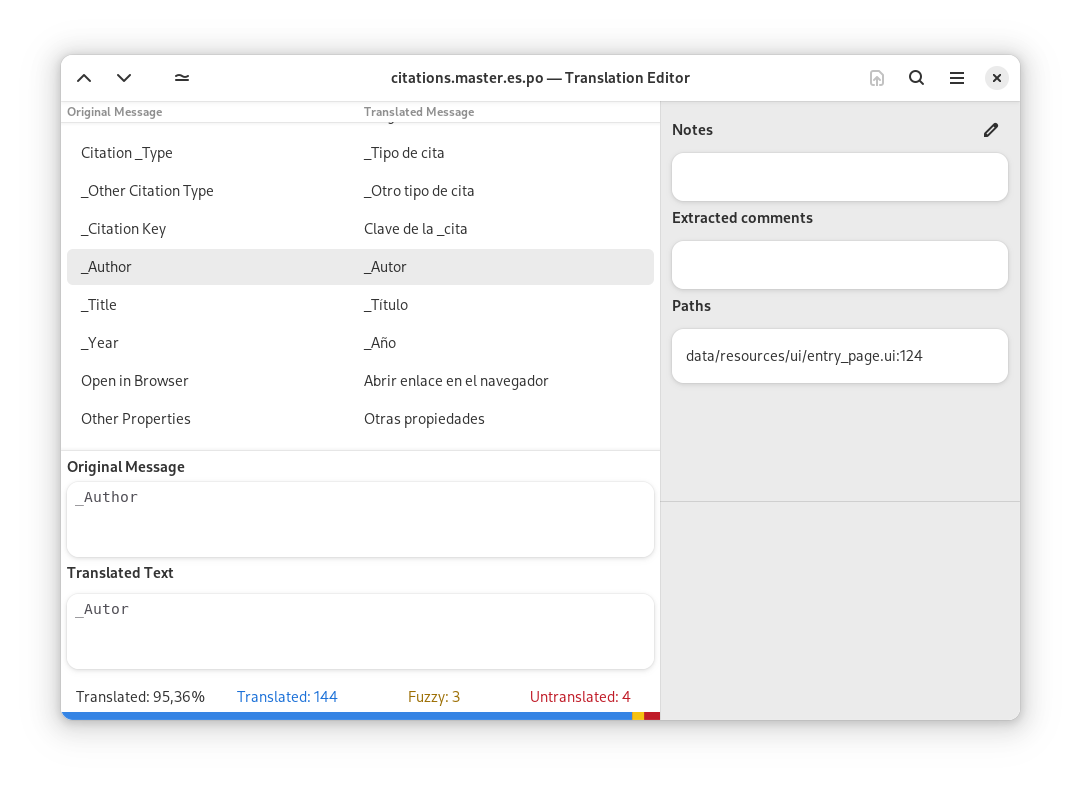 citations.master.es.po — Translation Editor
Original Message Translated Message
Citation _Type _Tipo de cita
_Other Citation Type _Otro tipo de cita
_Citation Key Clave de la _cita
_Author _Autor
_Title _Título
_Year _Año
Open in Browser Abrir enlace en el navegador
Other Properties Otras propiedades
Original Message
_Author
Translated Text
_Autor
Translated: 95,36% Translated: 144 Fuzzy: 3 Untranslated: 4
Notes
Extracted comments
Paths
data/resources/ui/entry_page.ui:124